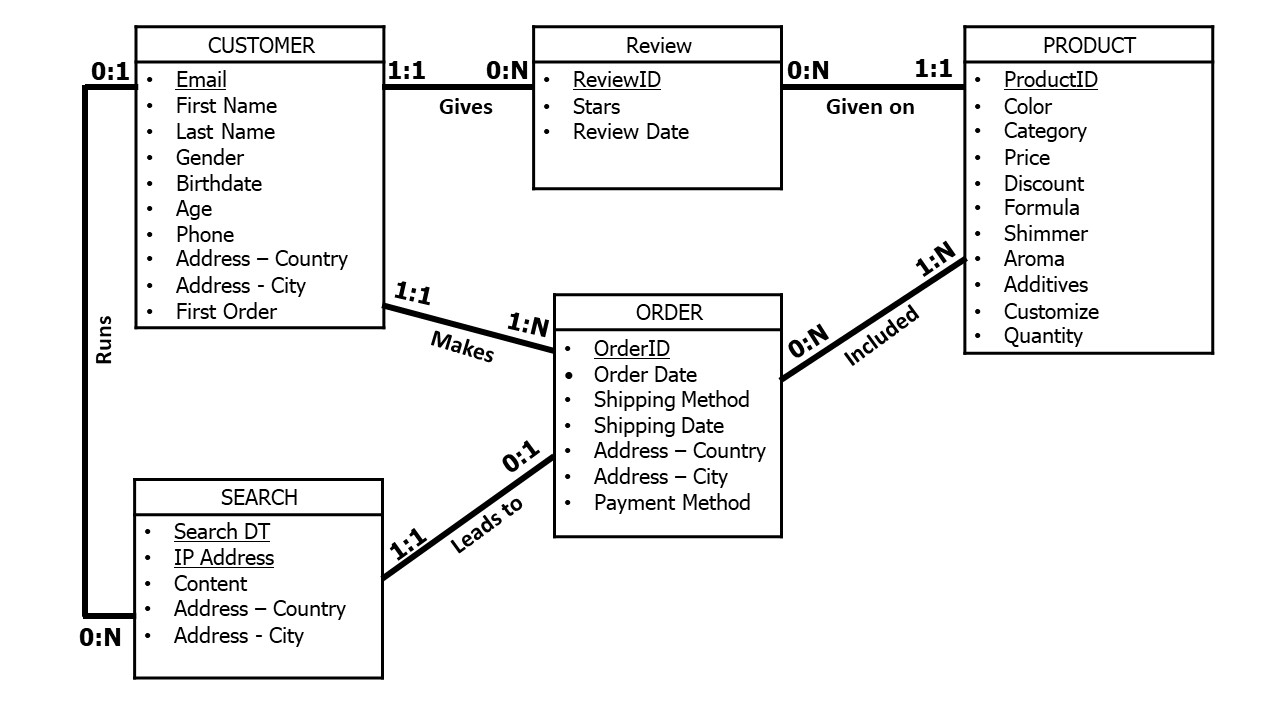 CUSTOMER
• Email
• First Name
• Last Name
• Gender
• Birthdate
• Age
• Phone
• Address – Country
• Address - City
• First Order
0:1
Runs
0:N
1:1
0:N
Gives
Review
• ReviewID
• Stars
• Review Date
0:N
1:1
Given on
PRODUCT
• ProductID
• Color
• Category
• Price
• Discount
• Formula
• Shimmer
• Aroma
• Additives
• Customize
• Quantity
1:1
1:N
Makes
ORDER
• OrderID
• Order Date
• Shipping Method
• Shipping Date
• Address – Country
• Address – City
• Payment Method
0:N
1:N
Included
SEARCH
• Search DT
• IP Address
• Content
• Address – Country
• Address - City
1:1
0:1
Leads to